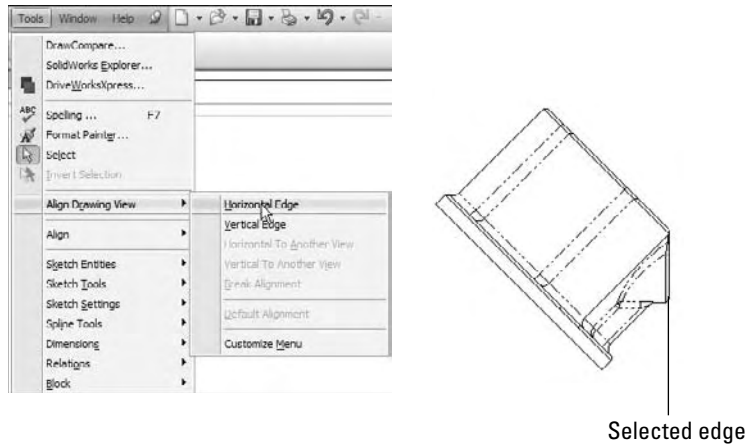 Tools Window Help
DrawCompare...
SolidWorks Explorer...
DriveWorksXpress...
ABC
Spelling ... F7
Format Painter...
Select
Invert Selection
Align Drawing View
Horizontal Edge
Vertical Edge
Horizontal To Another View
Vertical To Another View
Break Alignment
Default Alignment
Customize Menu
Align
Sketch Entities
Sketch Tools
Sketch Settings
Spline Tools
Dimensions
Relations
Block
Selected edge